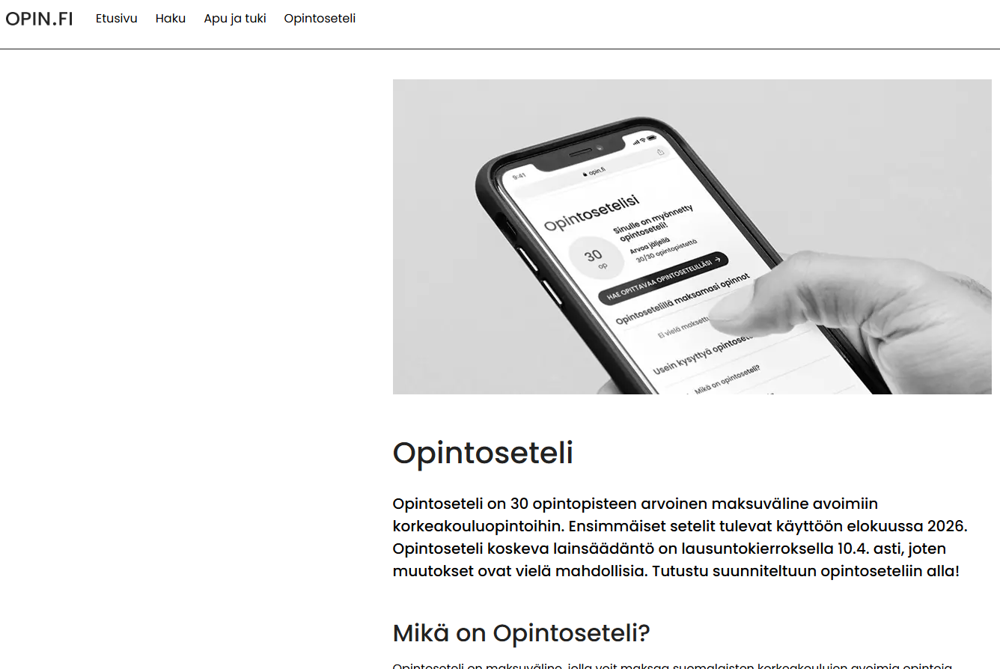 OPIN.FI Etusivu Haku Apu ja tuki Opintoseteli
9:41
opin.fi
Opintosetelisi
Sinulle on myönnetty
opintoseteli!
30
op
Arvoa jäljellä
30/30 opintopistettä
HAE OPITTAVAA OPINTOSETELILLÄSI →
Opintosetelillä maksamasi opinnot
Ei vielä maksettu
Usein kysyttyä opintoset
Mikä on opintoseteli?
Opintoseteli
Opintoseteli on 30 opintopisteen arvoinen maksuväline avoimiin
korkeakouluopintoihin. Ensimmäiset setelit tulevat käyttöön elokuussa 2026.
Opintoseteli koskeva lainsäädäntö on lausuntokierroksella 10.4. asti, joten
muutokset ovat vielä mahdollisia. Tutustu suunniteltuun opintoseteliin alla!
Mikä on Opintoseteli?
Opintoseteli on maksuväline, jolla voit maksaa suomalaisten korkeakoulujen avoimia opintoja